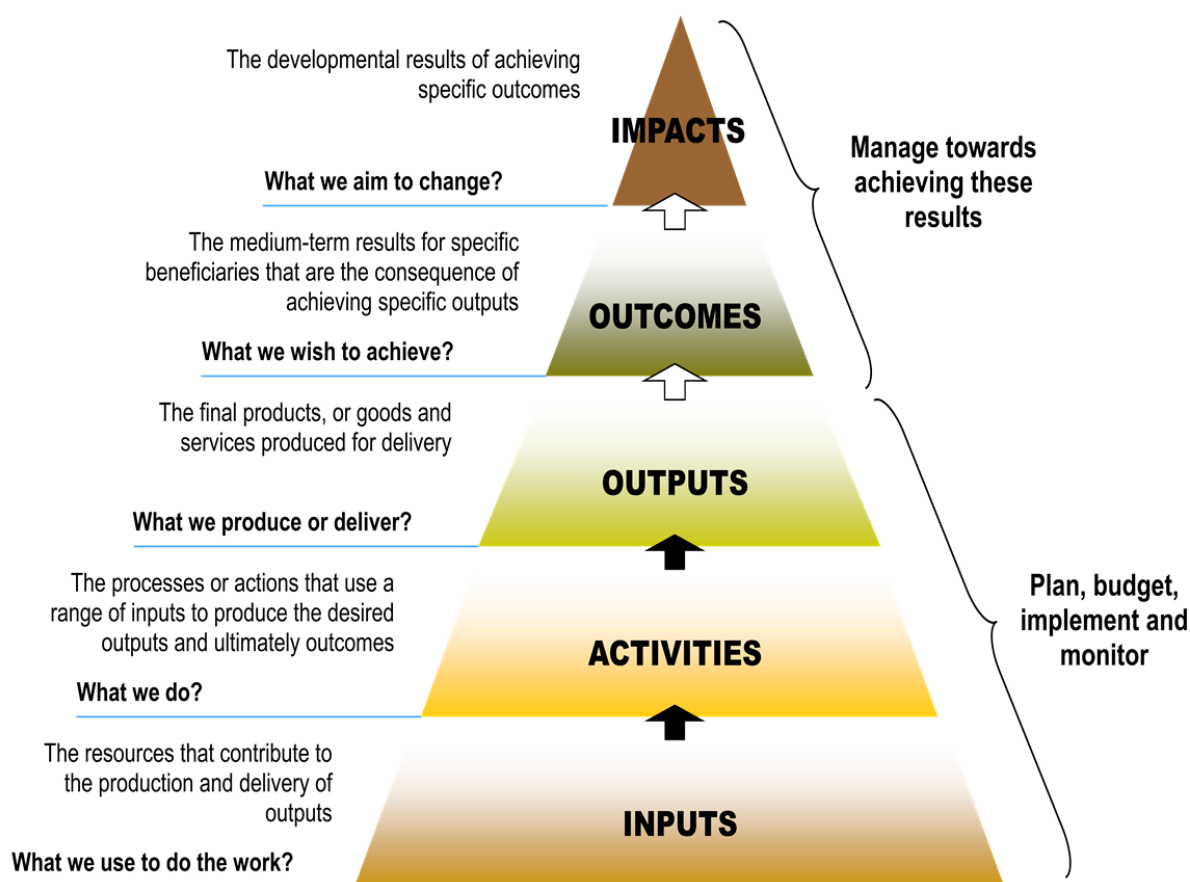 The developmental results of achieving
specific outcomes
IMPACTS
What we aim to change?
Manage towards
achieving these
results
The medium-term results for specific
beneficiaries that are the consequence of
achieving specific outputs
OUTCOMES
What we wish to achieve?
The final products, or goods and
services produced for delivery
OUTPUTS
What we produce or deliver?
The processes or actions that use a
range of inputs to produce the desired
outputs and ultimately outcomes
ACTIVITIES
What we do?
Plan, budget,
implement and
monitor
The resources that contribute to
the production and delivery of
outputs
INPUTS
What we use to do the work?